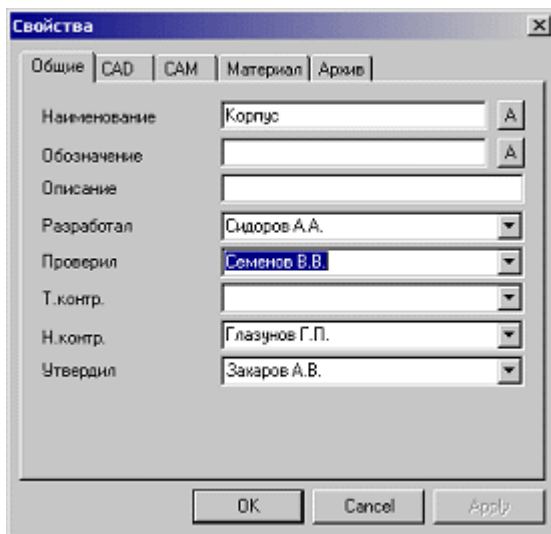 Свойства
Общие CAD CAM Материал Архив
Наименование Корпус A
Обозначение A
Описание
Разработал Сидоров А.А.
Проверил Семенов В.В.
Т.контр.
Н.контр. Глазунов Г.П.
Утвердил Захаров А.В.
OK Cancel Apply